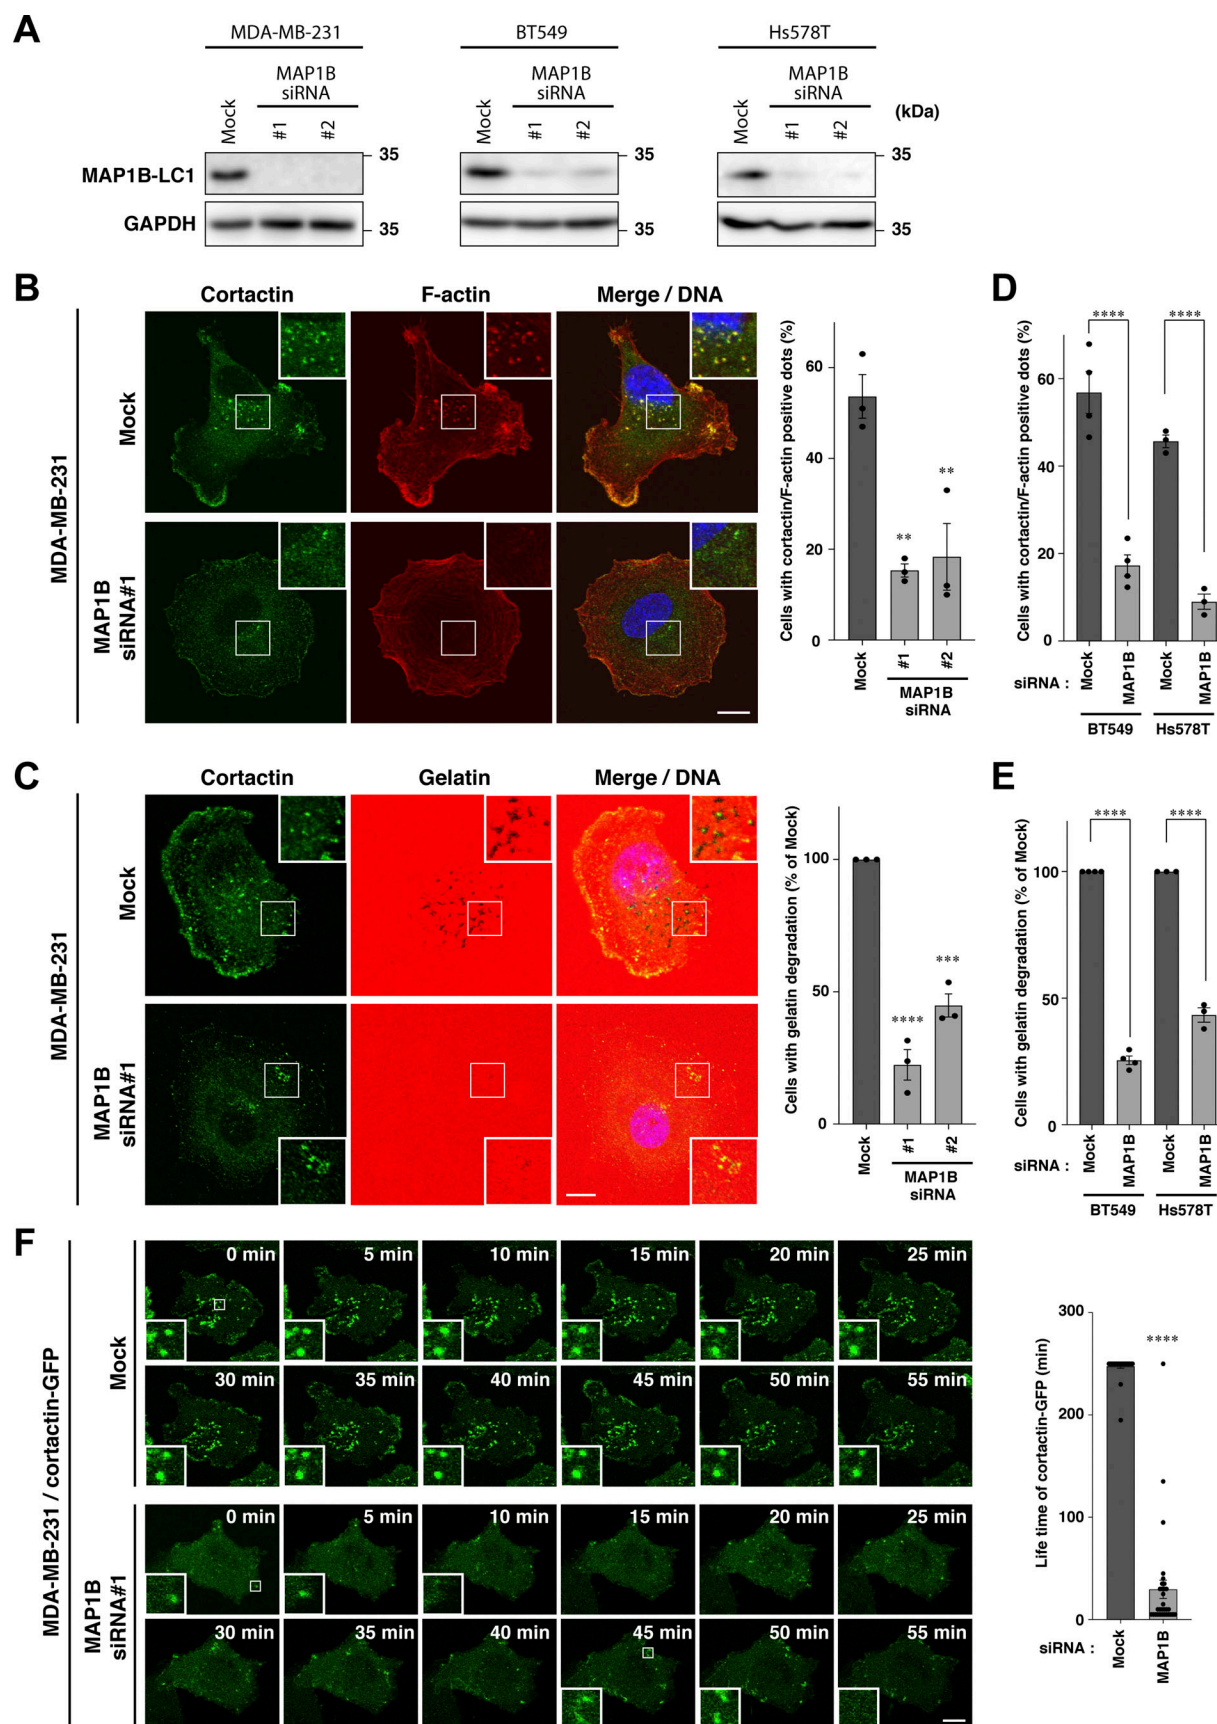 A
MDA-MB-231
BT549
Hs578T
MAP1B
siRNA
MAP1B
siRNA
MAP1B
siRNA
(kDa)
Mock
#1
#2
Mock
#1
#2
Mock
#1
#2
MAP1B-LC1
35
35
35
GAPDH
35
35
35
B
Cortactin
F-actin
Merge / DNA
MDA-MB-231
Mock
MAP1B
siRNA#1
Cells with cortactin/F-actin positive dots (%)
60
40
20
0
**
**
Mock
#1
#2
MAP1B
siRNA
D
Cells with cortactin/F-actin positive dots (%)
****
****
60
40
20
0
siRNA :
Mock
MAP1B
Mock
MAP1B
BT549
Hs578T
C
Cortactin
Gelatin
Merge / DNA
MDA-MB-231
Mock
MAP1B
siRNA#1
Cells with gelatin degradation (% of Mock)
100
50
0
****
***
Mock
#1
#2
MAP1B
siRNA
E
Cells with gelatin degradation (% of Mock)
****
****
100
50
0
siRNA :
Mock
MAP1B
Mock
MAP1B
BT549
Hs578T
F
MDA-MB-231 / cortactin-GFP
Mock
0 min
5 min
10 min
15 min
20 min
25 min
30 min
35 min
40 min
45 min
50 min
55 min
MAP1B
siRNA#1
0 min
5 min
10 min
15 min
20 min
25 min
30 min
35 min
40 min
45 min
50 min
55 min
Life time of cortactin-GFP (min)
300
200
100
0
****
siRNA :
Mock
MAP1B